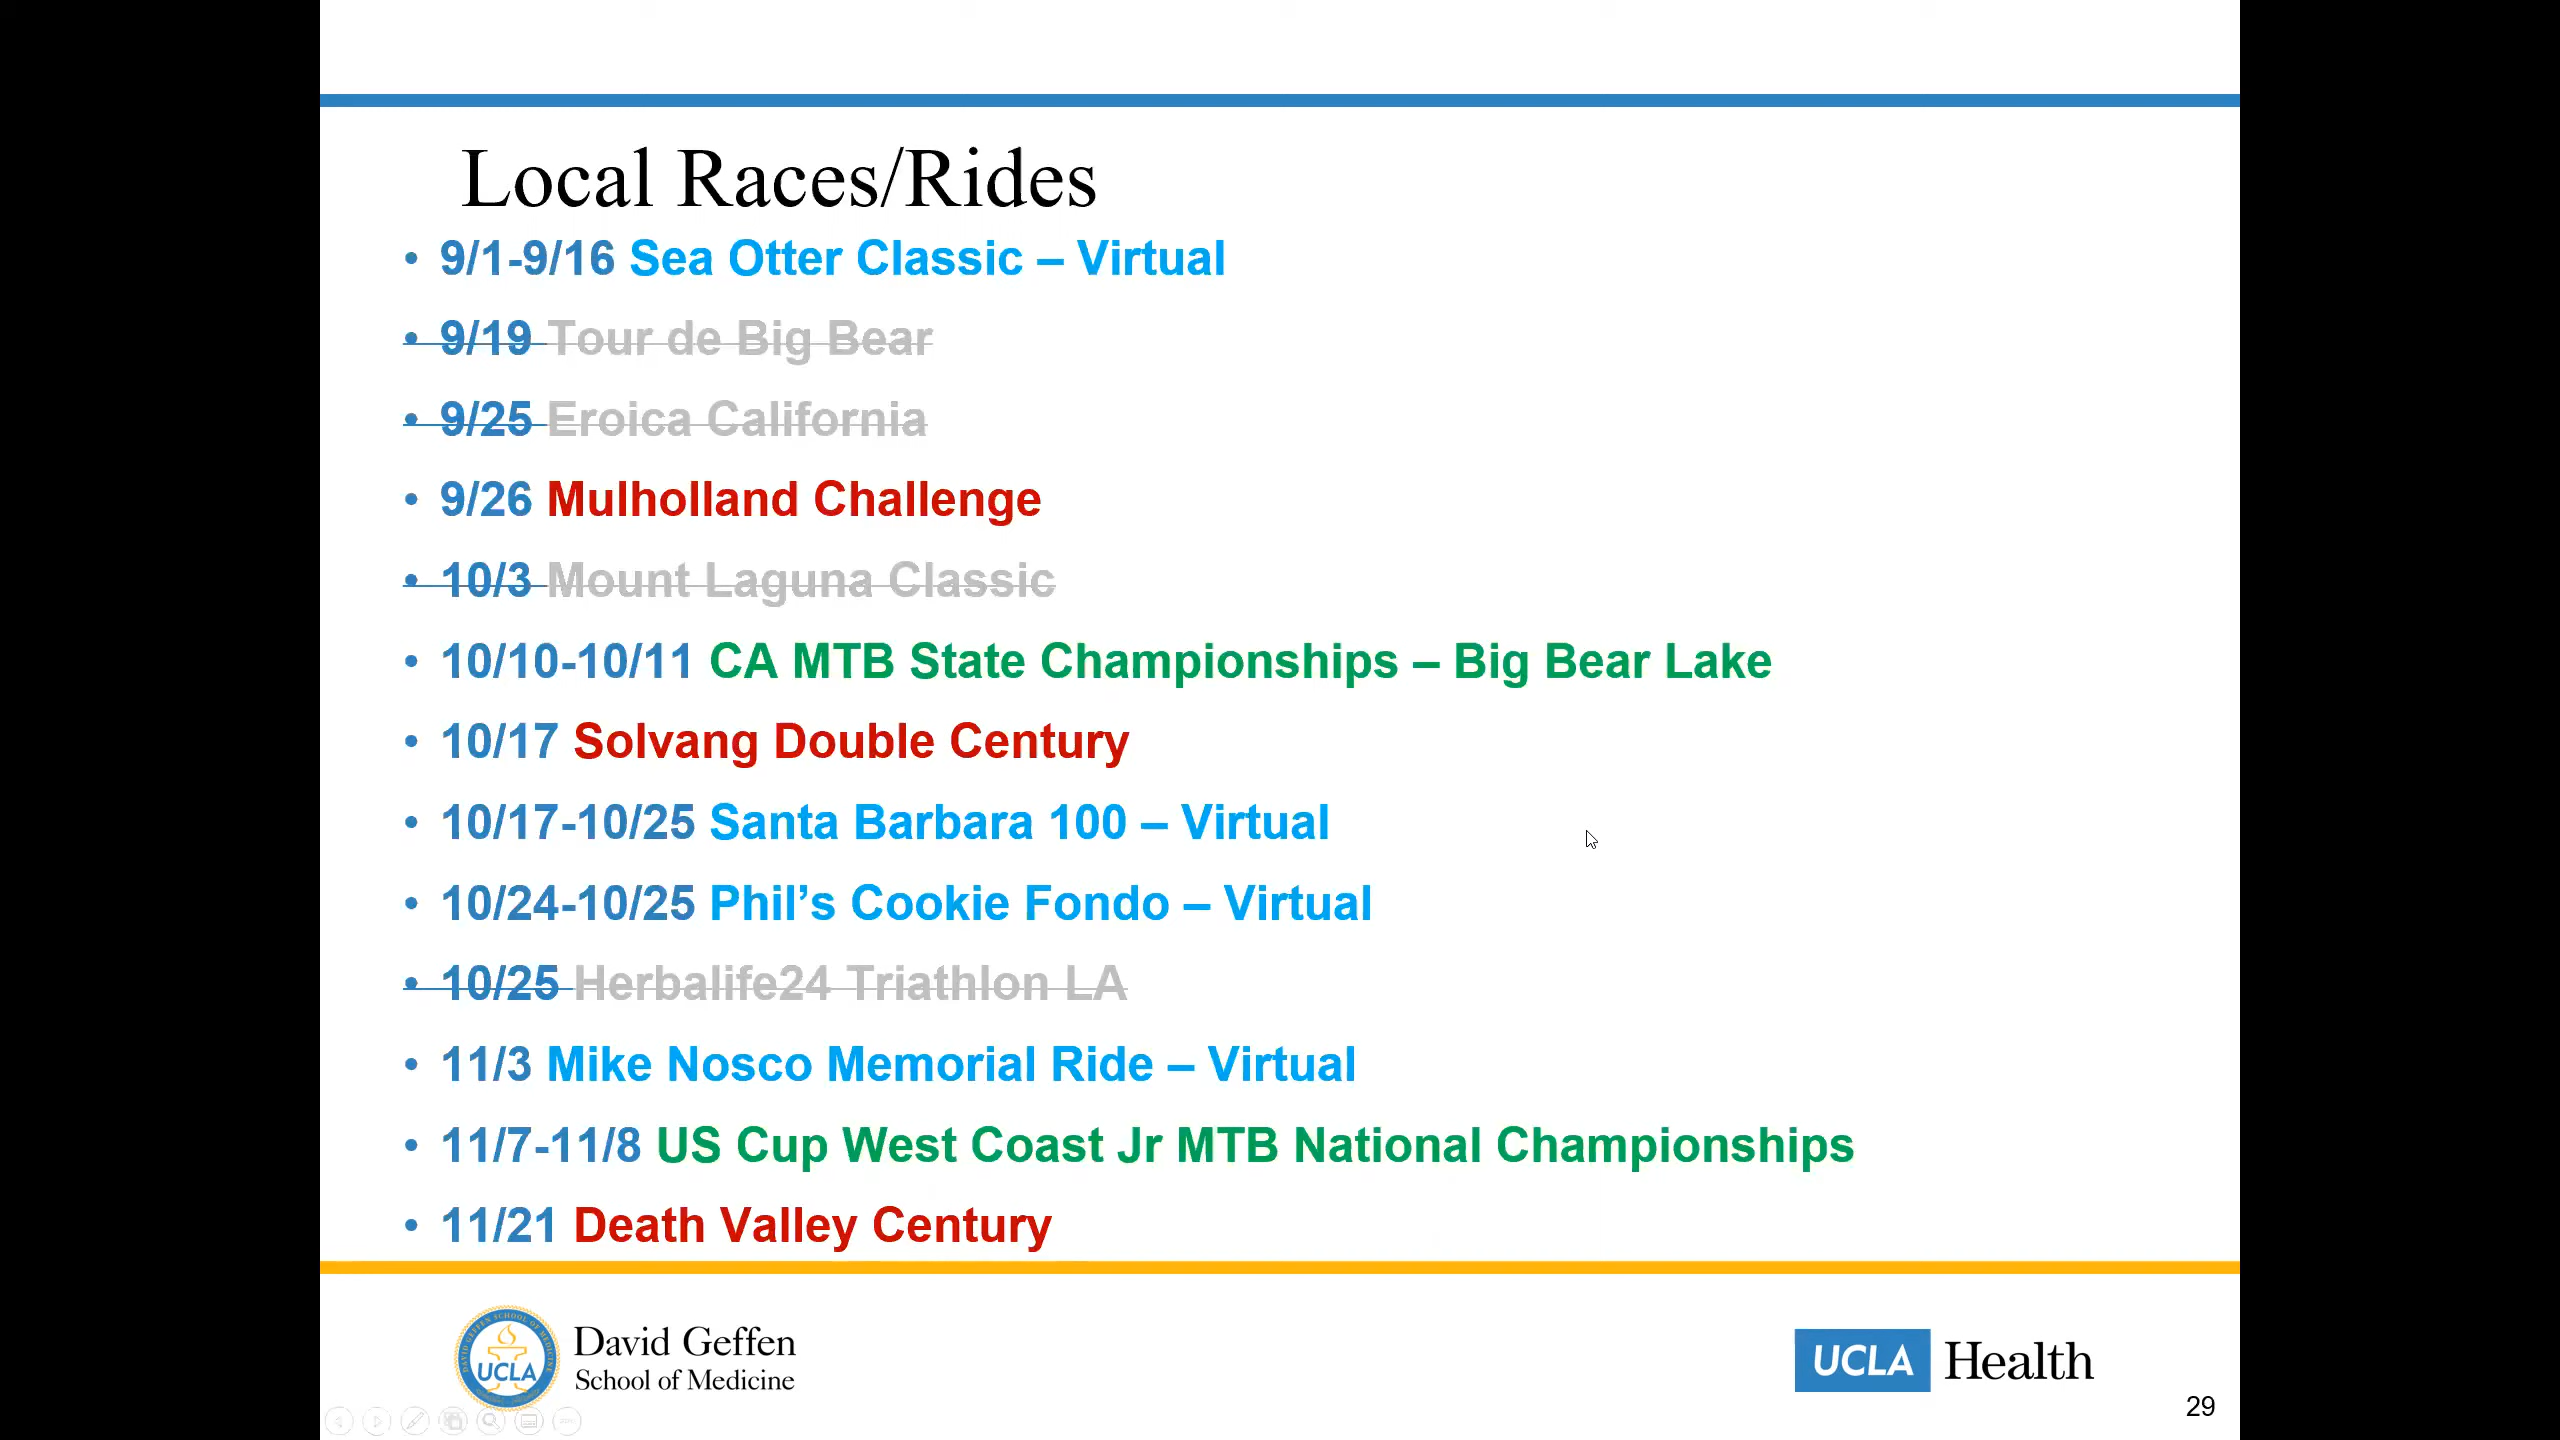 Local Races/Rides
• 9/1-9/16 Sea Otter Classic – Virtual
• 9/19 Tour de Big Bear
• 9/25 Eroica California
• 9/26 Mulholland Challenge
• 10/3 Mount Laguna Classic
• 10/10-10/11 CA MTB State Championships – Big Bear Lake
• 10/17 Solvang Double Century
• 10/17-10/25 Santa Barbara 100 – Virtual
• 10/24-10/25 Phil’s Cookie Fondo – Virtual
• 10/25 Herbalife24 Triathlon LA
• 11/3 Mike Nosco Memorial Ride – Virtual
• 11/7-11/8 US Cup West Coast Jr MTB National Championships
• 11/21 Death Valley Century
UCLA
David Geffen
School of Medicine
UCLA Health
29